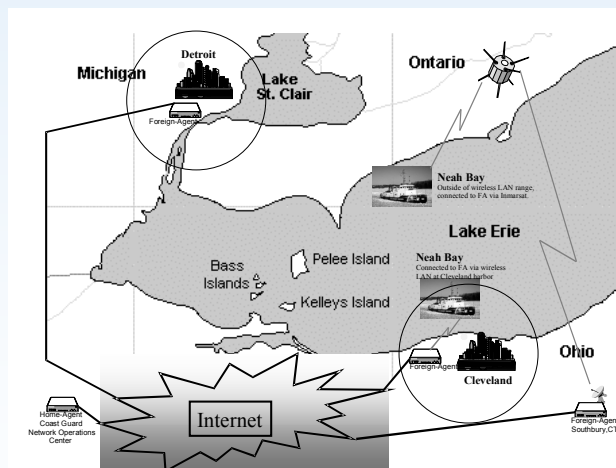 Detroit
Michigan
Ontario
Lake
St. Clair
Foreign-Agent
Neah Bay
Outside of wireless LAN range,
connected to FA via Inmarsat.
Lake Erie
Neah Bay
Connected to FA via wireless
LAN at Cleveland harbor
Pelee Island
Bass
Islands
Kelleys Island
Ohio
Foreign-Agent
Cleveland
Internet
Home-Agent
Coast Guard
Network Operations
Center
Foreign-Agent
Southbury,CT